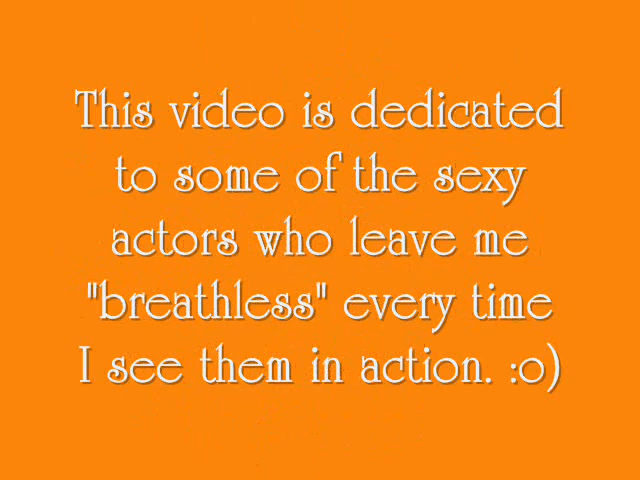 This video is dedicated
to some of the sexy
actors who leave me
"breathless" every time
I see them in action. :o)